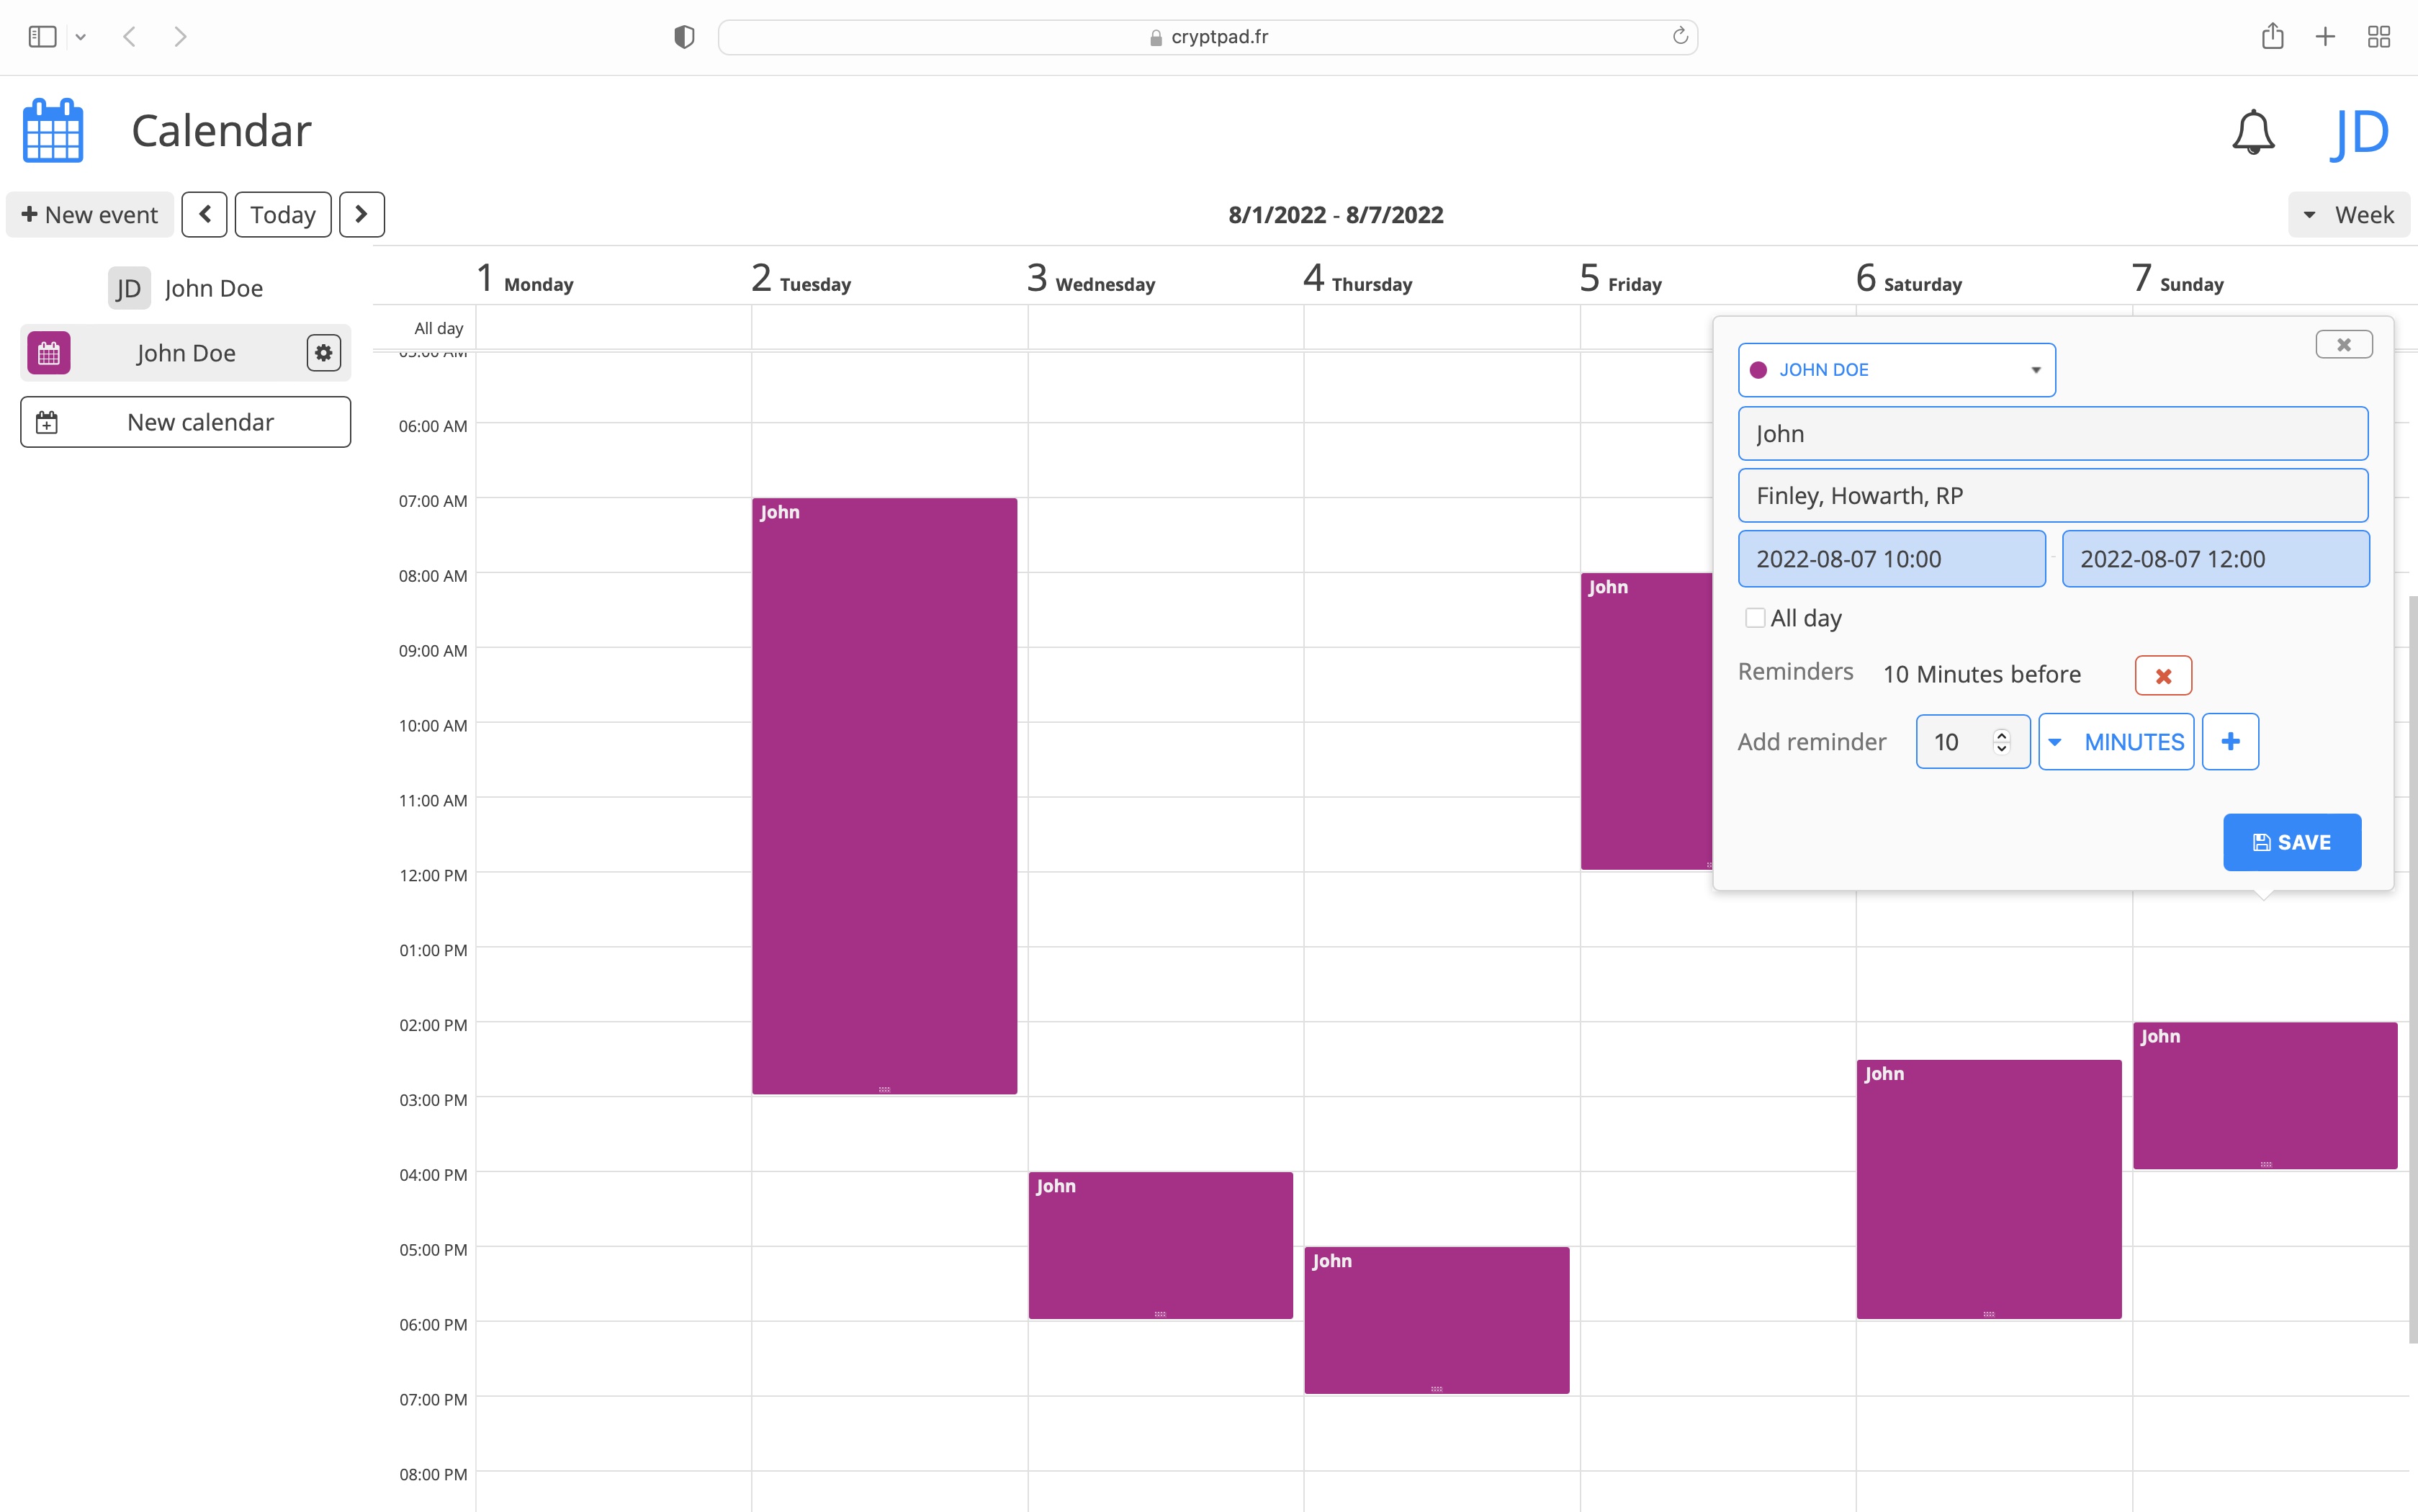 cryptpad.fr
Calendar
JD
New event
Today
8/1/2022 - 8/7/2022
Week
JD John Doe
John Doe
New calendar
1 Monday
2 Tuesday
3 Wednesday
4 Thursday
5 Friday
6 Saturday
7 Sunday
All day
05:00 AM
06:00 AM
07:00 AM
08:00 AM
09:00 AM
10:00 AM
11:00 AM
12:00 PM
01:00 PM
02:00 PM
03:00 PM
04:00 PM
05:00 PM
06:00 PM
07:00 PM
08:00 PM
John
John
John
John
John
John
JOHN DOE
John
Finley, Howarth, RP
2022-08-07 10:00 - 2022-08-07 12:00
All day
Reminders 10 Minutes before
Add reminder 10 MINUTES
SAVE